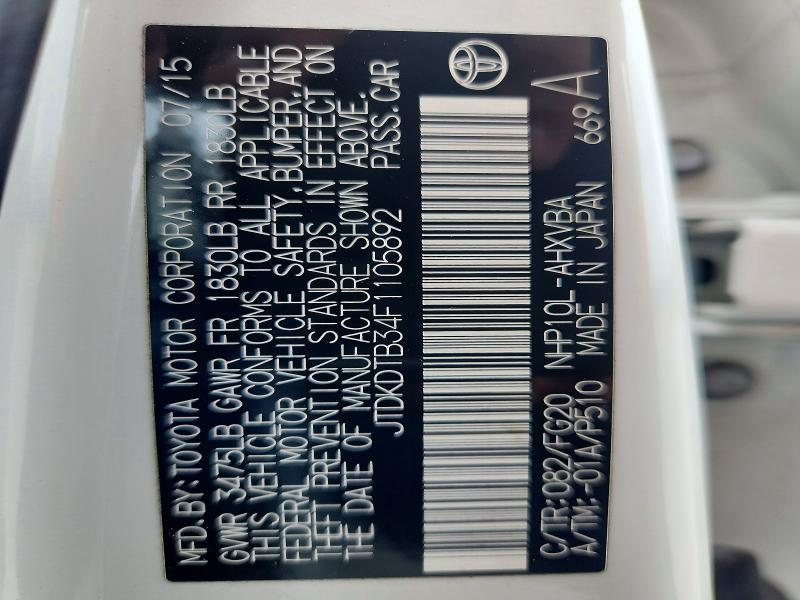 MFD.BY:TOYOTA MOTOR CORPORATION 07/15
GVWR 3475LB GAWR FR 1830LB RR 1830LB
THIS VEHICLE CONFORMS TO ALL APPLICABLE
FEDERAL MOTOR VEHICLE SAFETY,BUMPER,AND
THEFT PREVENTION STANDARDS IN EFFECT ON
THE DATE OF MANUFACTURE SHOWN ABOVE.
JTDKDTB34F1105892 PASS.CAR
C/TR:082/FG20 NHP10L-AHXVBA
A/TM:-01A/P510 MADE IN JAPAN 669 A